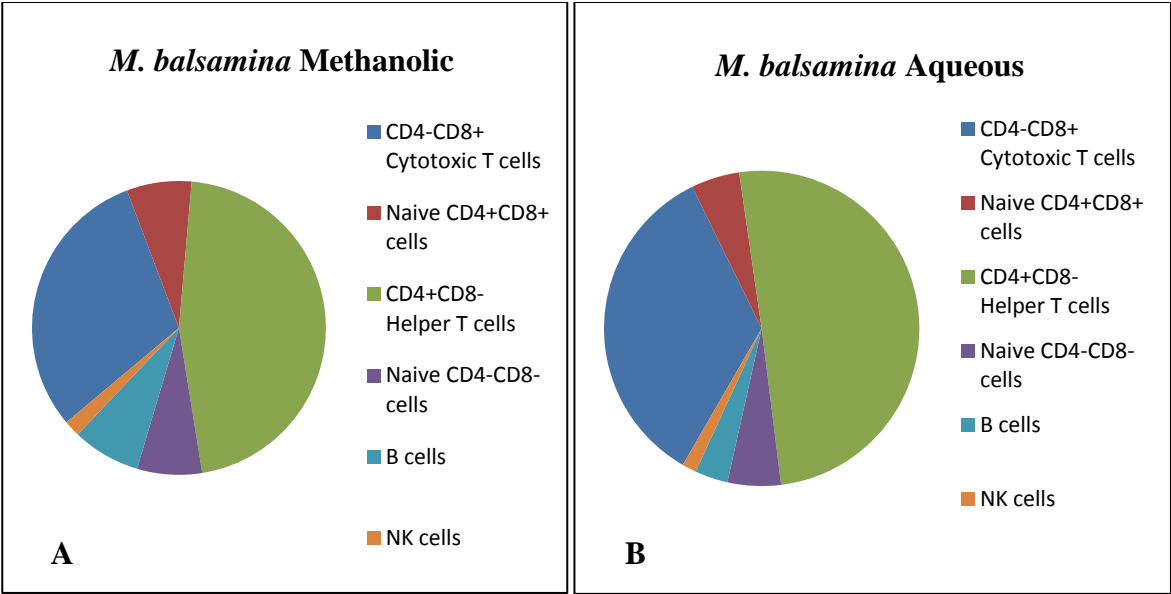 M. balsamina Methanolic
CD4-CD8+
Cytotoxic T cells
Naive CD4+CD8+
cells
CD4+CD8-
Helper T cells
Naive CD4-CD8-
cells
B cells
NK cells
A
M. balsamina Aqueous
CD4-CD8+
Cytotoxic T cells
Naive CD4+CD8+
cells
CD4+CD8-
Helper T cells
Naive CD4-CD8-
cells
B cells
NK cells
B